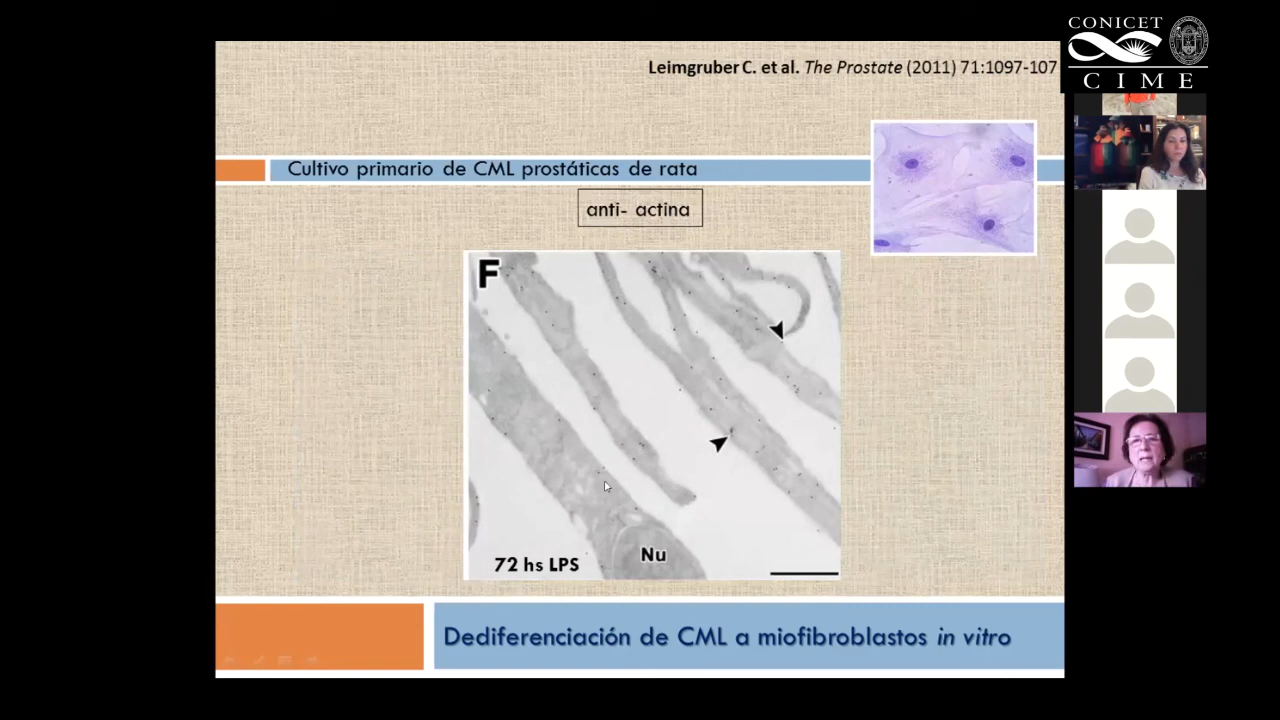 CONICET
CIME
Leimgruber C. et al. The Prostate (2011) 71:1097-107
Cultivo primario de CML prostáticas de rata
anti- actina
F
72 hs LPS
Nu
Dediferenciación de CML a miofibroblastos in vitro